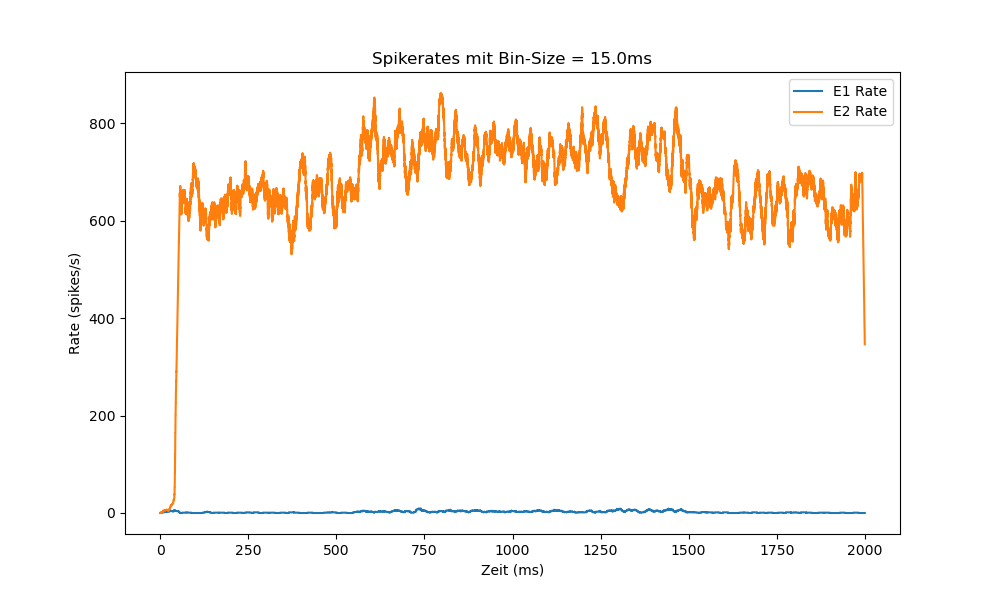 Spikerates mit Bin-Size = 15.0ms
E1 Rate
E2 Rate
800
600
400
200
0
Rate (spikes/s)
0 250 500 750 1000 1250 1500 1750 2000
Zeit (ms)